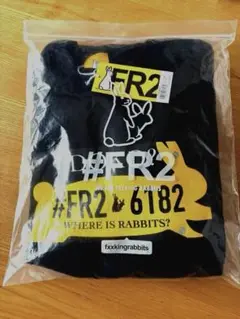 #FR2
#FR2
#FR2 6182
WHERE IS RABBITS?
fxxkingrabbits